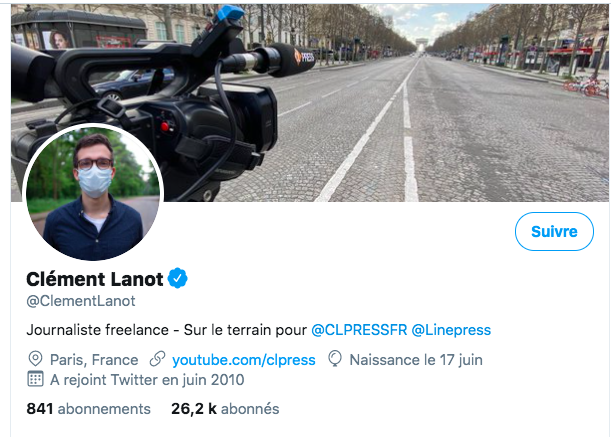 PRESS
Suivre
Clément Lanot
@ClementLanot
Journaliste freelance - Sur le terrain pour @CLPRESSFR @Linepress
Paris, France youtube.com/clpress Naissance le 17 juin
A rejoint Twitter en juin 2010
841 abonnements 26,2 k abonnés